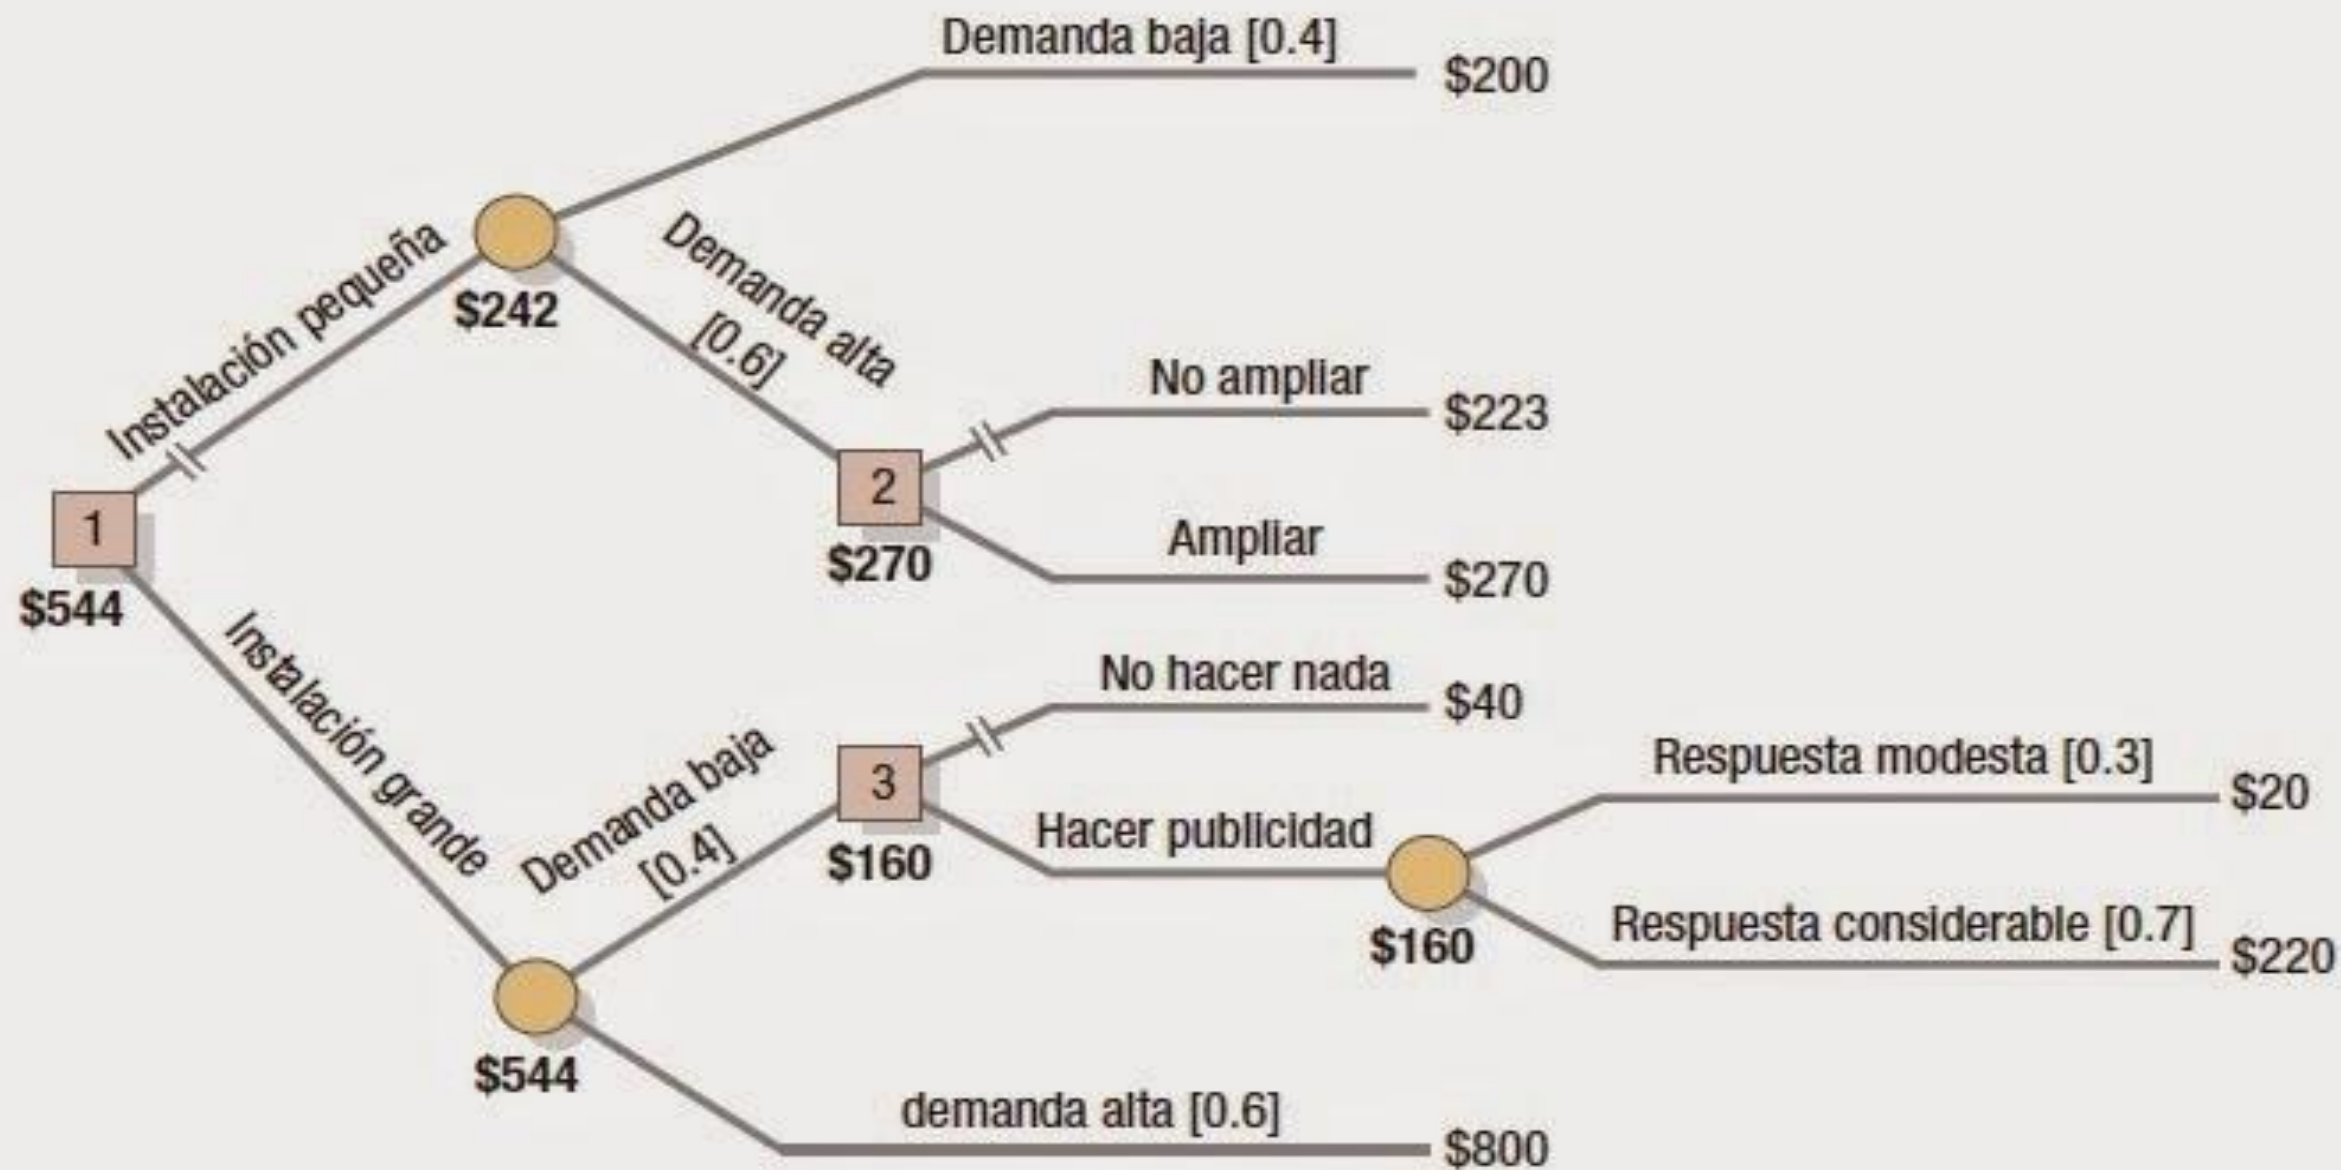 Demanda baja [0.4]
$200
Instalación pequeña
$242
Demanda alta
[0.6]
No ampliar
$223
2
$270
Ampliar
$270
1
$544
Instalación grande
Demanda baja
[0.4]
3
$160
No hacer nada
$40
Hacer publicidad
$160
Respuesta modesta [0.3]
$20
Respuesta considerable [0.7]
$220
$544
demanda alta [0.6]
$800